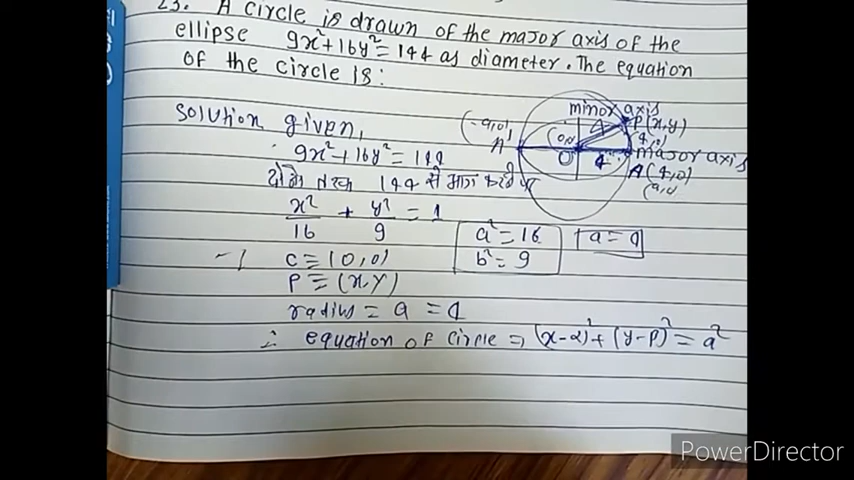 23. A circle is drawn of the major axis of the
ellipse 9x²+16y²=144 as diameter. The equation
of the circle is:
Solution given,
9x²+16y²=144
दोनो तरफ 144 से भाग करने पर
x²/16 + y²/9 = 1
a²=16
b²=9
a=4
C≡(0,0)
P≡(x,y)
radius = a = 4
∴ equation of circle ⇒ (x-α)²+(y-β)²=a²
minor axis
P(x,y)
(-a,0)
A'
(0,0)
O
4
(4,0)
major axis
A(4,0)
(a,0)
PowerDirector